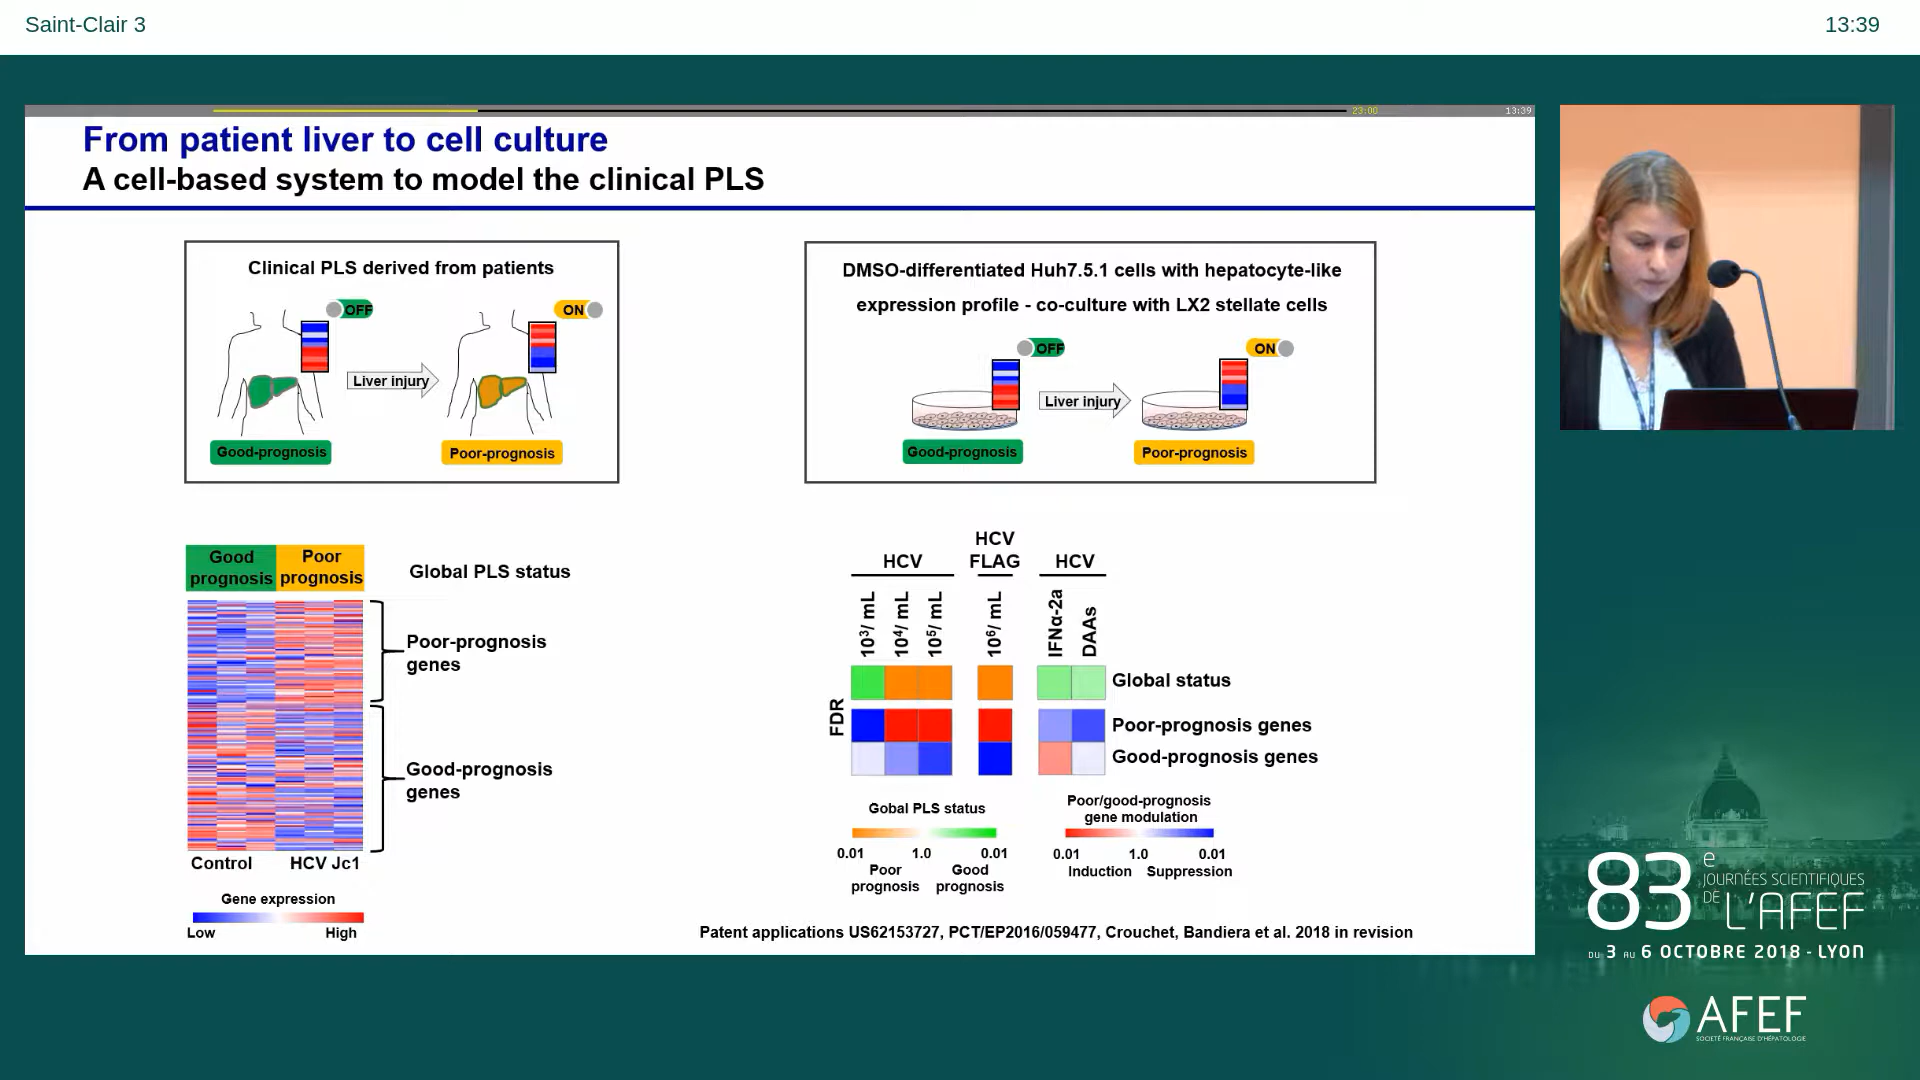 Saint-Clair 3
13:39
23:00
13:39
From patient liver to cell culture
A cell-based system to model the clinical PLS
Clinical PLS derived from patients
OFF
ON
Liver injury
Good-prognosis
Poor-prognosis
DMSO-differentiated Huh7.5.1 cells with hepatocyte-like
expression profile - co-culture with LX2 stellate cells
OFF
ON
Liver injury
Good-prognosis
Poor-prognosis
Good
prognosis
Poor
prognosis
Global PLS status
Poor-prognosis
genes
Good-prognosis
genes
Control
HCV Jc1
Gene expression
Low
High
HCV
HCV
FLAG
HCV
10³/ mL
10⁴/ mL
10⁵/ mL
10⁶/ mL
IFNα-2a
DAAs
FDR
Global status
Poor-prognosis genes
Good-prognosis genes
Gobal PLS status
0.01
1.0
0.01
Poor
prognosis
Good
prognosis
Poor/good-prognosis
gene modulation
0.01
1.0
0.01
Induction
Suppression
Patent applications US62153727, PCT/EP2016/059477, Crouchet, Bandiera et al. 2018 in revision
83e
JOURNÉES SCIENTIFIQUES
DE L'AFEF
DU 3 AU 6 OCTOBRE 2018 - LYON
AFEF
SOCIÉTÉ FRANÇAISE D'HÉPATOLOGIE